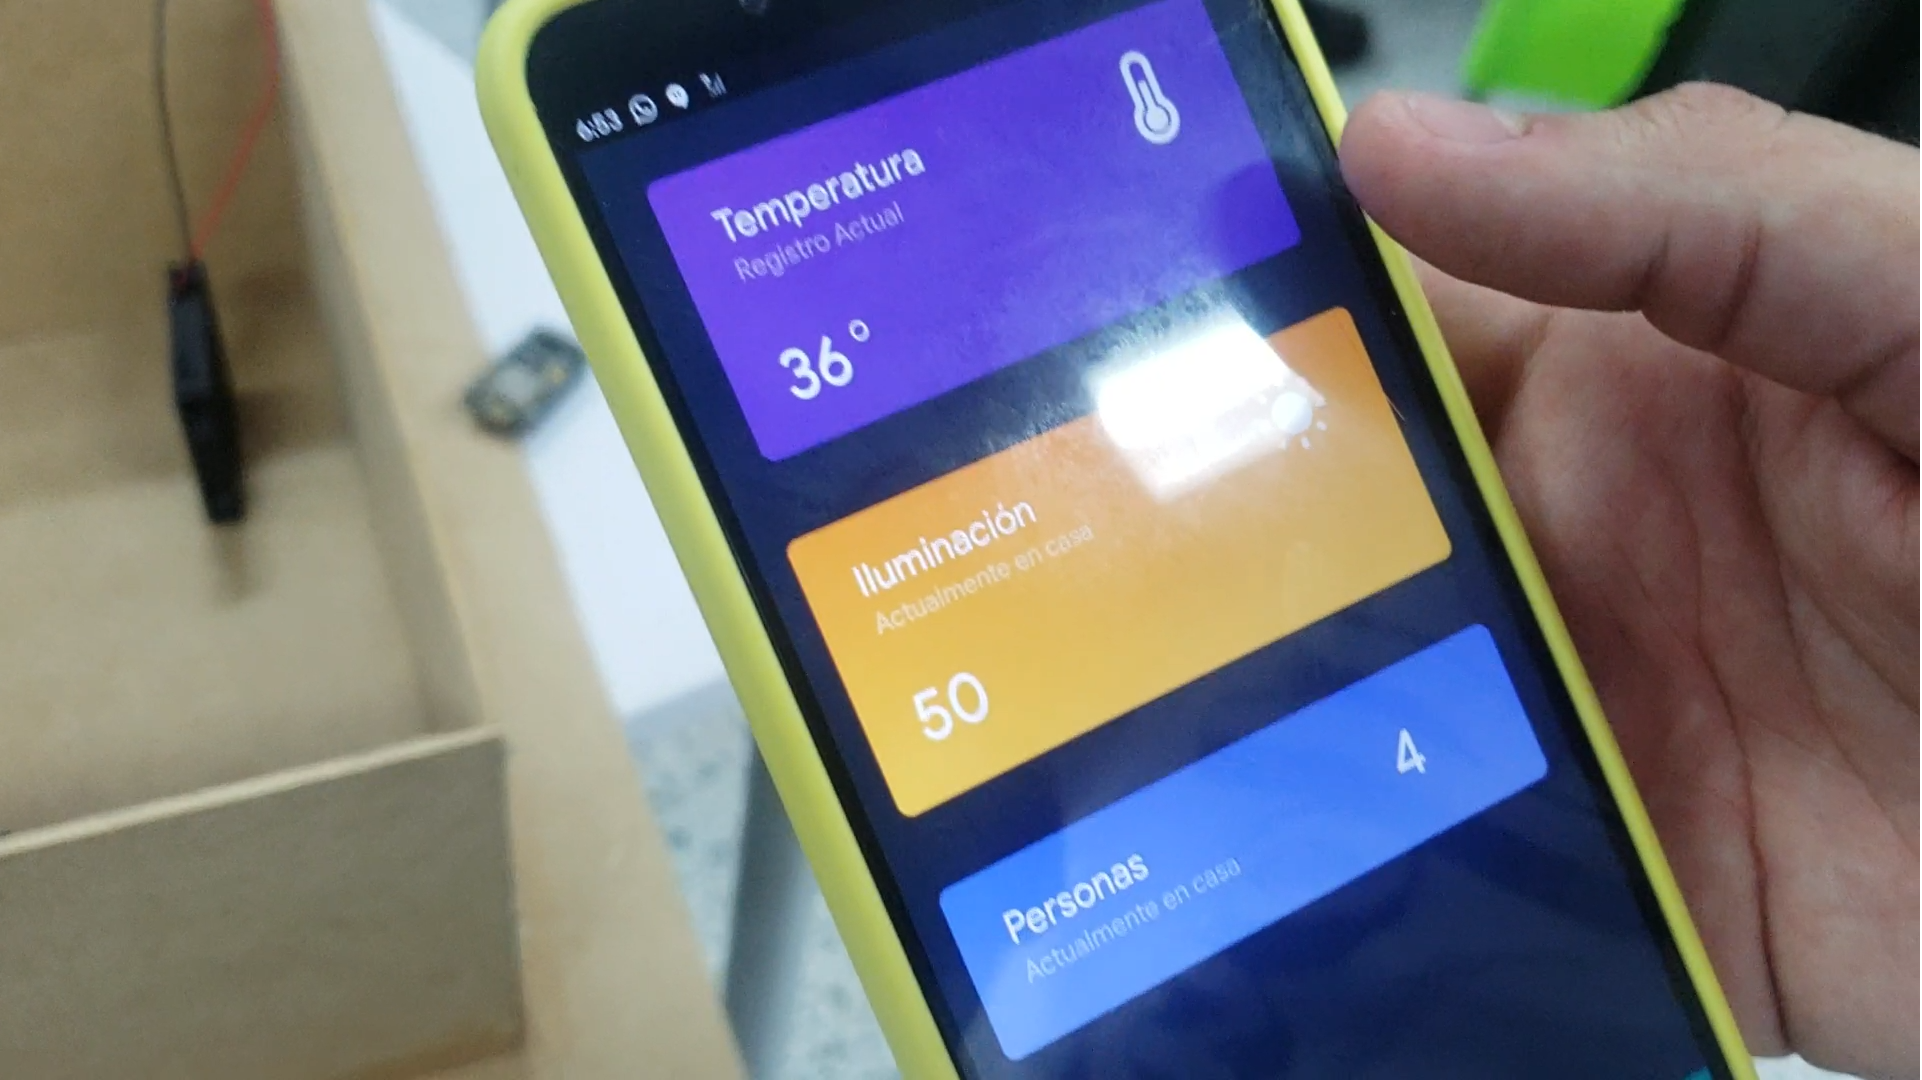 6:53
Temperatura
Registro Actual
36°
Iluminación
Actualmente en casa
50
4
Personas
Actualmente en casa